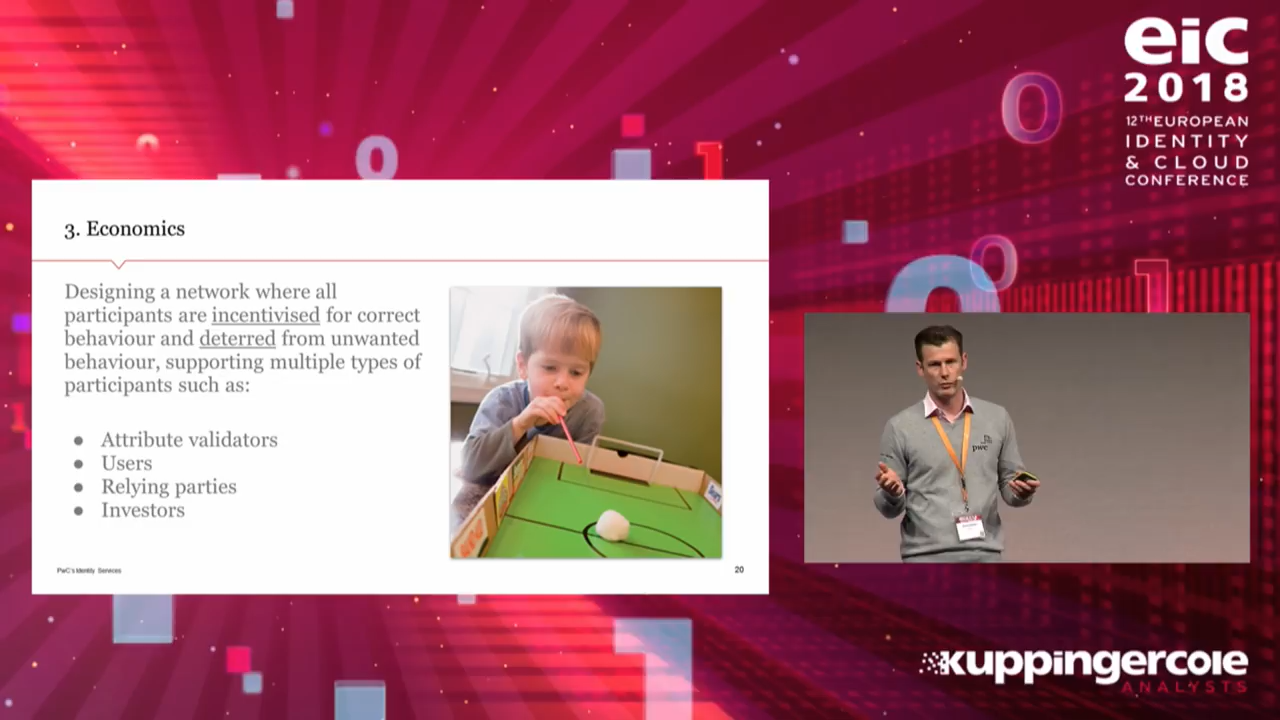 eic
2018
12TH EUROPEAN
IDENTITY
& CLOUD
CONFERENCE
3. Economics
Designing a network where all
participants are incentivised for correct
behaviour and deterred from unwanted
behaviour, supporting multiple types of
participants such as:
● Attribute validators
● Users
● Relying parties
● Investors
PwC's Identity Services
20
pwc
kuppingercole
ANALYSTS